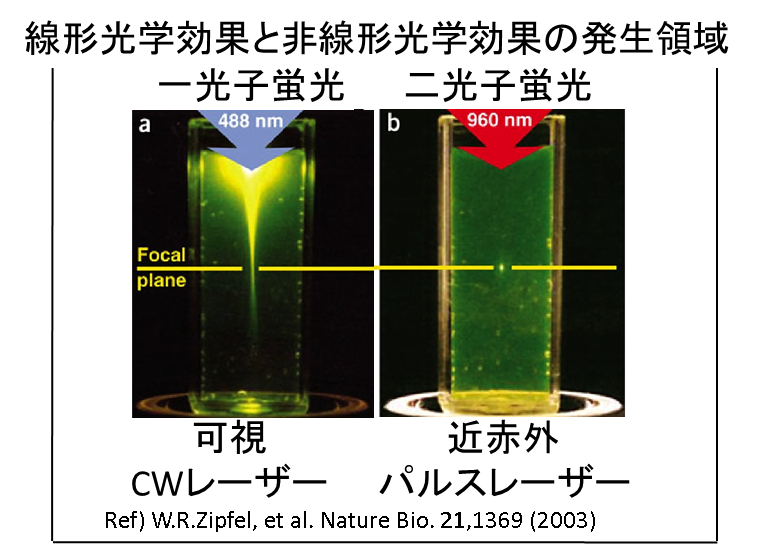 線形光学効果と非線形光学効果の発生領域
一光子蛍光 二光子蛍光
a 488 nm b 960 nm
Focal
plane
可視 近赤外
CWレーザー パルスレーザー
Ref) W.R.Zipfel, et al. Nature Bio. 21,1369 (2003)